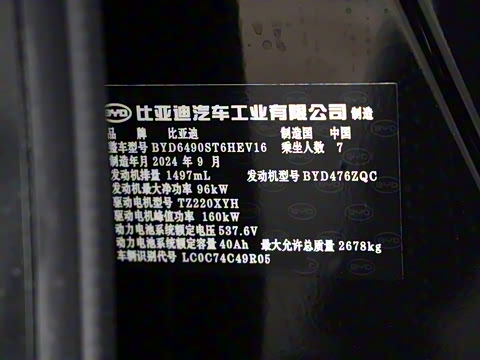 BYD 比亚迪汽车工业有限公司 制造
品 牌 比亚迪 制造国 中国
整车型号 BYD6490ST6HEV16 乘坐人数 7
制造年月 2024 年 9 月
发动机排量 1497mL 发动机型号 BYD476ZQC
发动机最大净功率 96kW
驱动电机型号 TZ220XYH
驱动电机峰值功率 160kW
动力电池系统额定电压 537.6V
动力电池系统额定容量 40Ah 最大允许总质量 2678kg
车辆识别代号 LC0C74C49R05